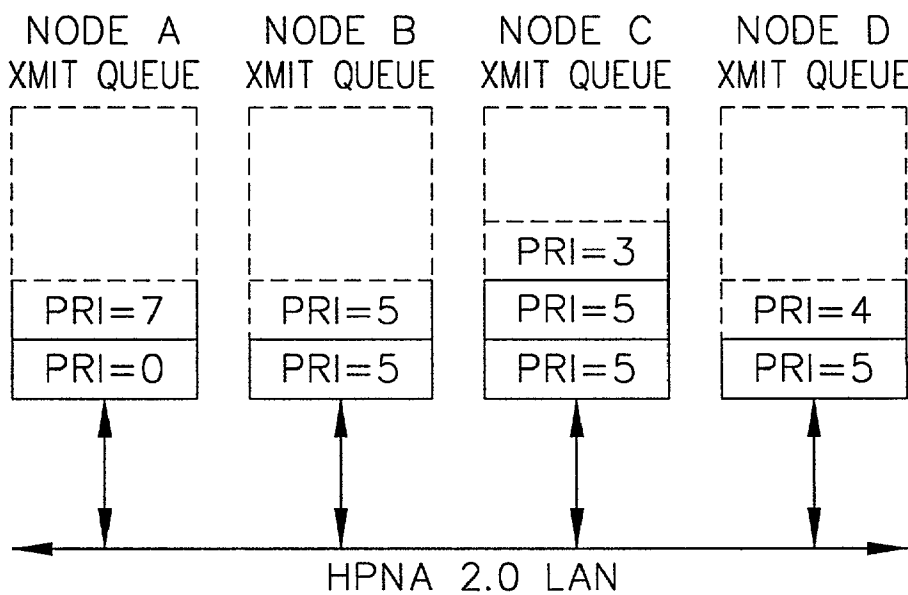 NODE A
XMIT QUEUE
NODE B
XMIT QUEUE
NODE C
XMIT QUEUE
NODE D
XMIT QUEUE
PRI=7
PRI=0
PRI=5
PRI=5
PRI=3
PRI=5
PRI=5
PRI=4
PRI=5
HPNA 2.0 LAN